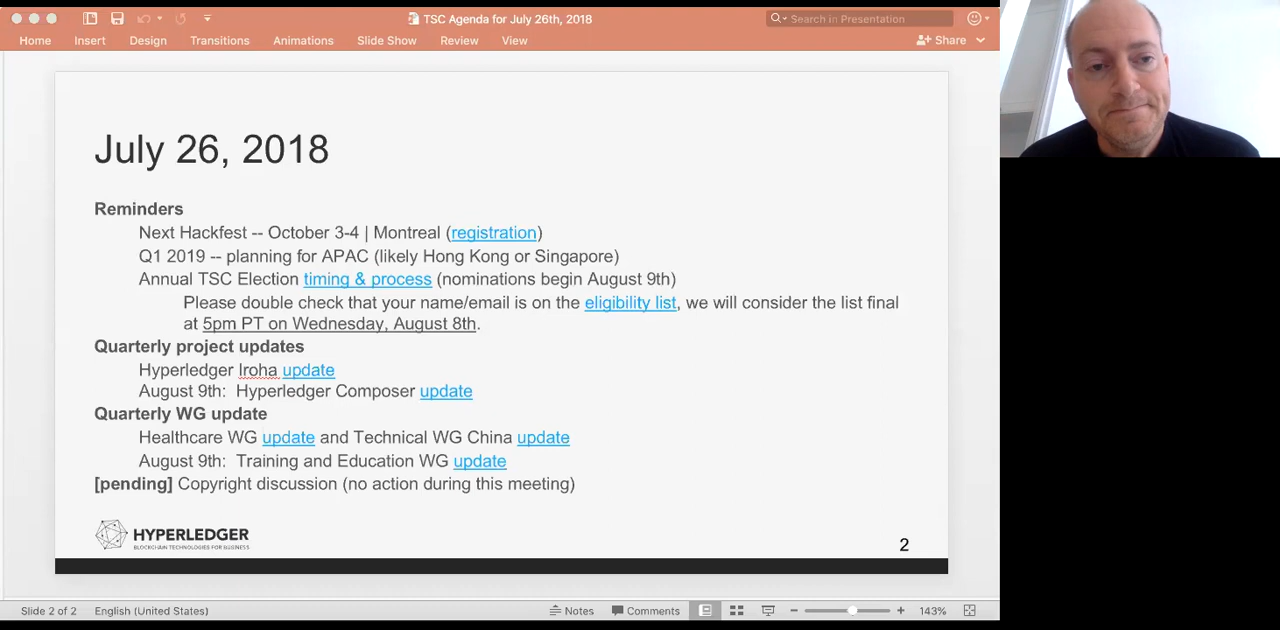 TSC Agenda for July 26th, 2018
Search in Presentation
Home Insert Design Transitions Animations Slide Show Review View Share
July 26, 2018
Reminders
Next Hackfest -- October 3-4 | Montreal (registration)
Q1 2019 -- planning for APAC (likely Hong Kong or Singapore)
Annual TSC Election timing & process (nominations begin August 9th)
Please double check that your name/email is on the eligibility list, we will consider the list final
at 5pm PT on Wednesday, August 8th.
Quarterly project updates
Hyperledger Iroha update
August 9th: Hyperledger Composer update
Quarterly WG update
Healthcare WG update and Technical WG China update
August 9th: Training and Education WG update
[pending] Copyright discussion (no action during this meeting)
HYPERLEDGER
BLOCKCHAIN TECHNOLOGIES FOR BUSINESS
2
Slide 2 of 2 English (United States) Notes Comments 143%